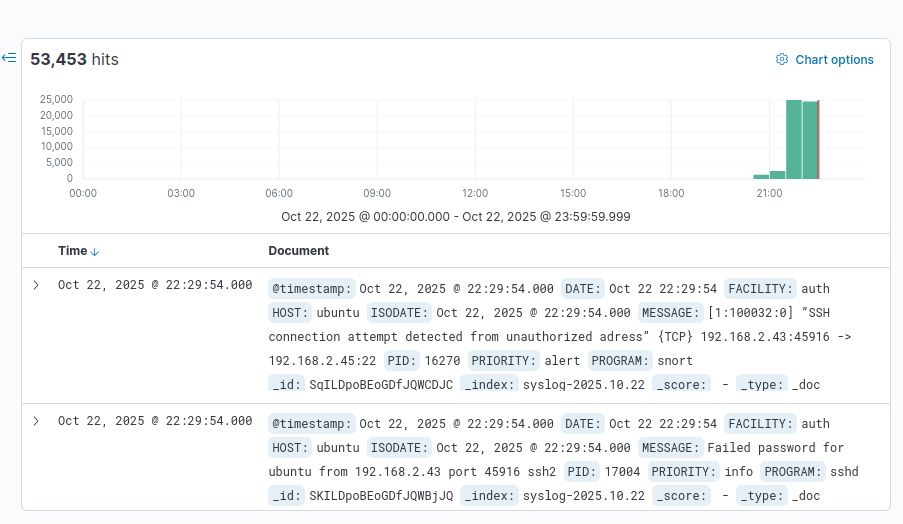 53,453 hits
Chart options
25,000
20,000
15,000
10,000
5,000
0
00:00 03:00 06:00 09:00 12:00 15:00 18:00 21:00
Oct 22, 2025 @ 00:00:00.000 - Oct 22, 2025 @ 23:59:59.999
Time Document
Oct 22, 2025 @ 22:29:54.000 @timestamp: Oct 22, 2025 @ 22:29:54.000 DATE: Oct 22 22:29:54 FACILITY: auth
HOST: ubuntu ISODATE: Oct 22, 2025 @ 22:29:54.000 MESSAGE: [1:100032:0] ”SSH
connection attempt detected from unauthorized adress” {TCP} 192.168.2.43:45916 ->
192.168.2.45:22 PID: 16270 PRIORITY: alert PROGRAM: snort
_id: SqILDpoBEoGDfJQWCDJC _index: syslog-2025.10.22 _score: - _type: _doc
Oct 22, 2025 @ 22:29:54.000 @timestamp: Oct 22, 2025 @ 22:29:54.000 DATE: Oct 22 22:29:54 FACILITY: auth
HOST: ubuntu ISODATE: Oct 22, 2025 @ 22:29:54.000 MESSAGE: Failed password for
ubuntu from 192.168.2.43 port 45916 ssh2 PID: 17004 PRIORITY: info PROGRAM: sshd
_id: SKILDpoBEoGDfJQWBjJQ _index: syslog-2025.10.22 _score: - _type: _doc